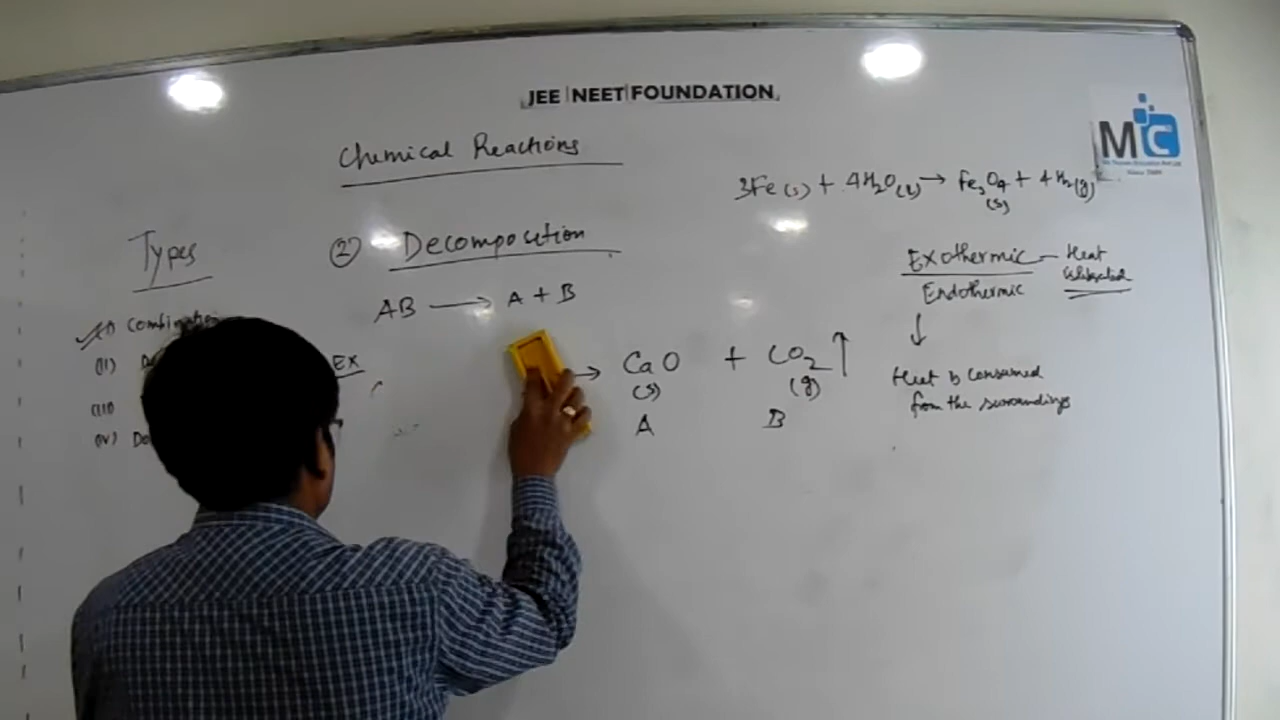 JEE NEET FOUNDATION
MC
Chemical Reactions
3Fe(s) + 4H2O(g) → Fe3O4 + 4H2(g)
(s)
Types
(2) Decomposition
Exothermic - Heat
Endothermic
AB → A + B
(i) Combination
(ii)
EX
→ CaO + CO2 ↑
(s) (g)
↓
Heat is consumed
from the surroundings
(iii)
(iv)
A B